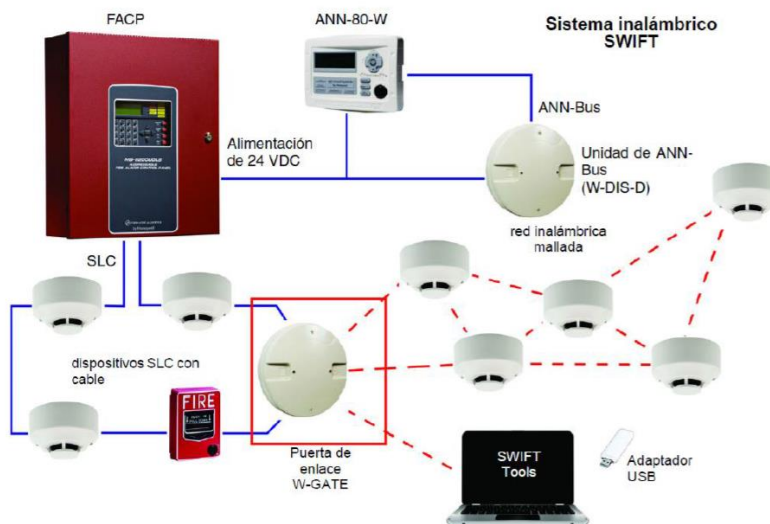 FACP
ANN-80-W
Sistema inalámbrico
SWIFT
ANN-Bus
Alimentación
de 24 VDC
Unidad de ANN-
Bus
(W-DIS-D)
red inalámbrica
mallada
SLC
dispositivos SLC con
cable
FIRE
Puerta de
enlace
W-GATE
SWIFT
Tools
Adaptador
USB